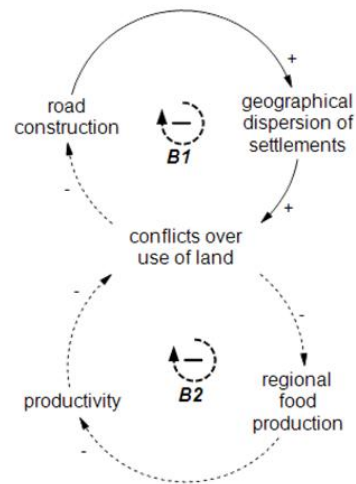 +
road
construction
geographical
dispersion of
settlements
B1
-
+
conflicts over
use of land
-
-
productivity
B2
regional
food
production
-